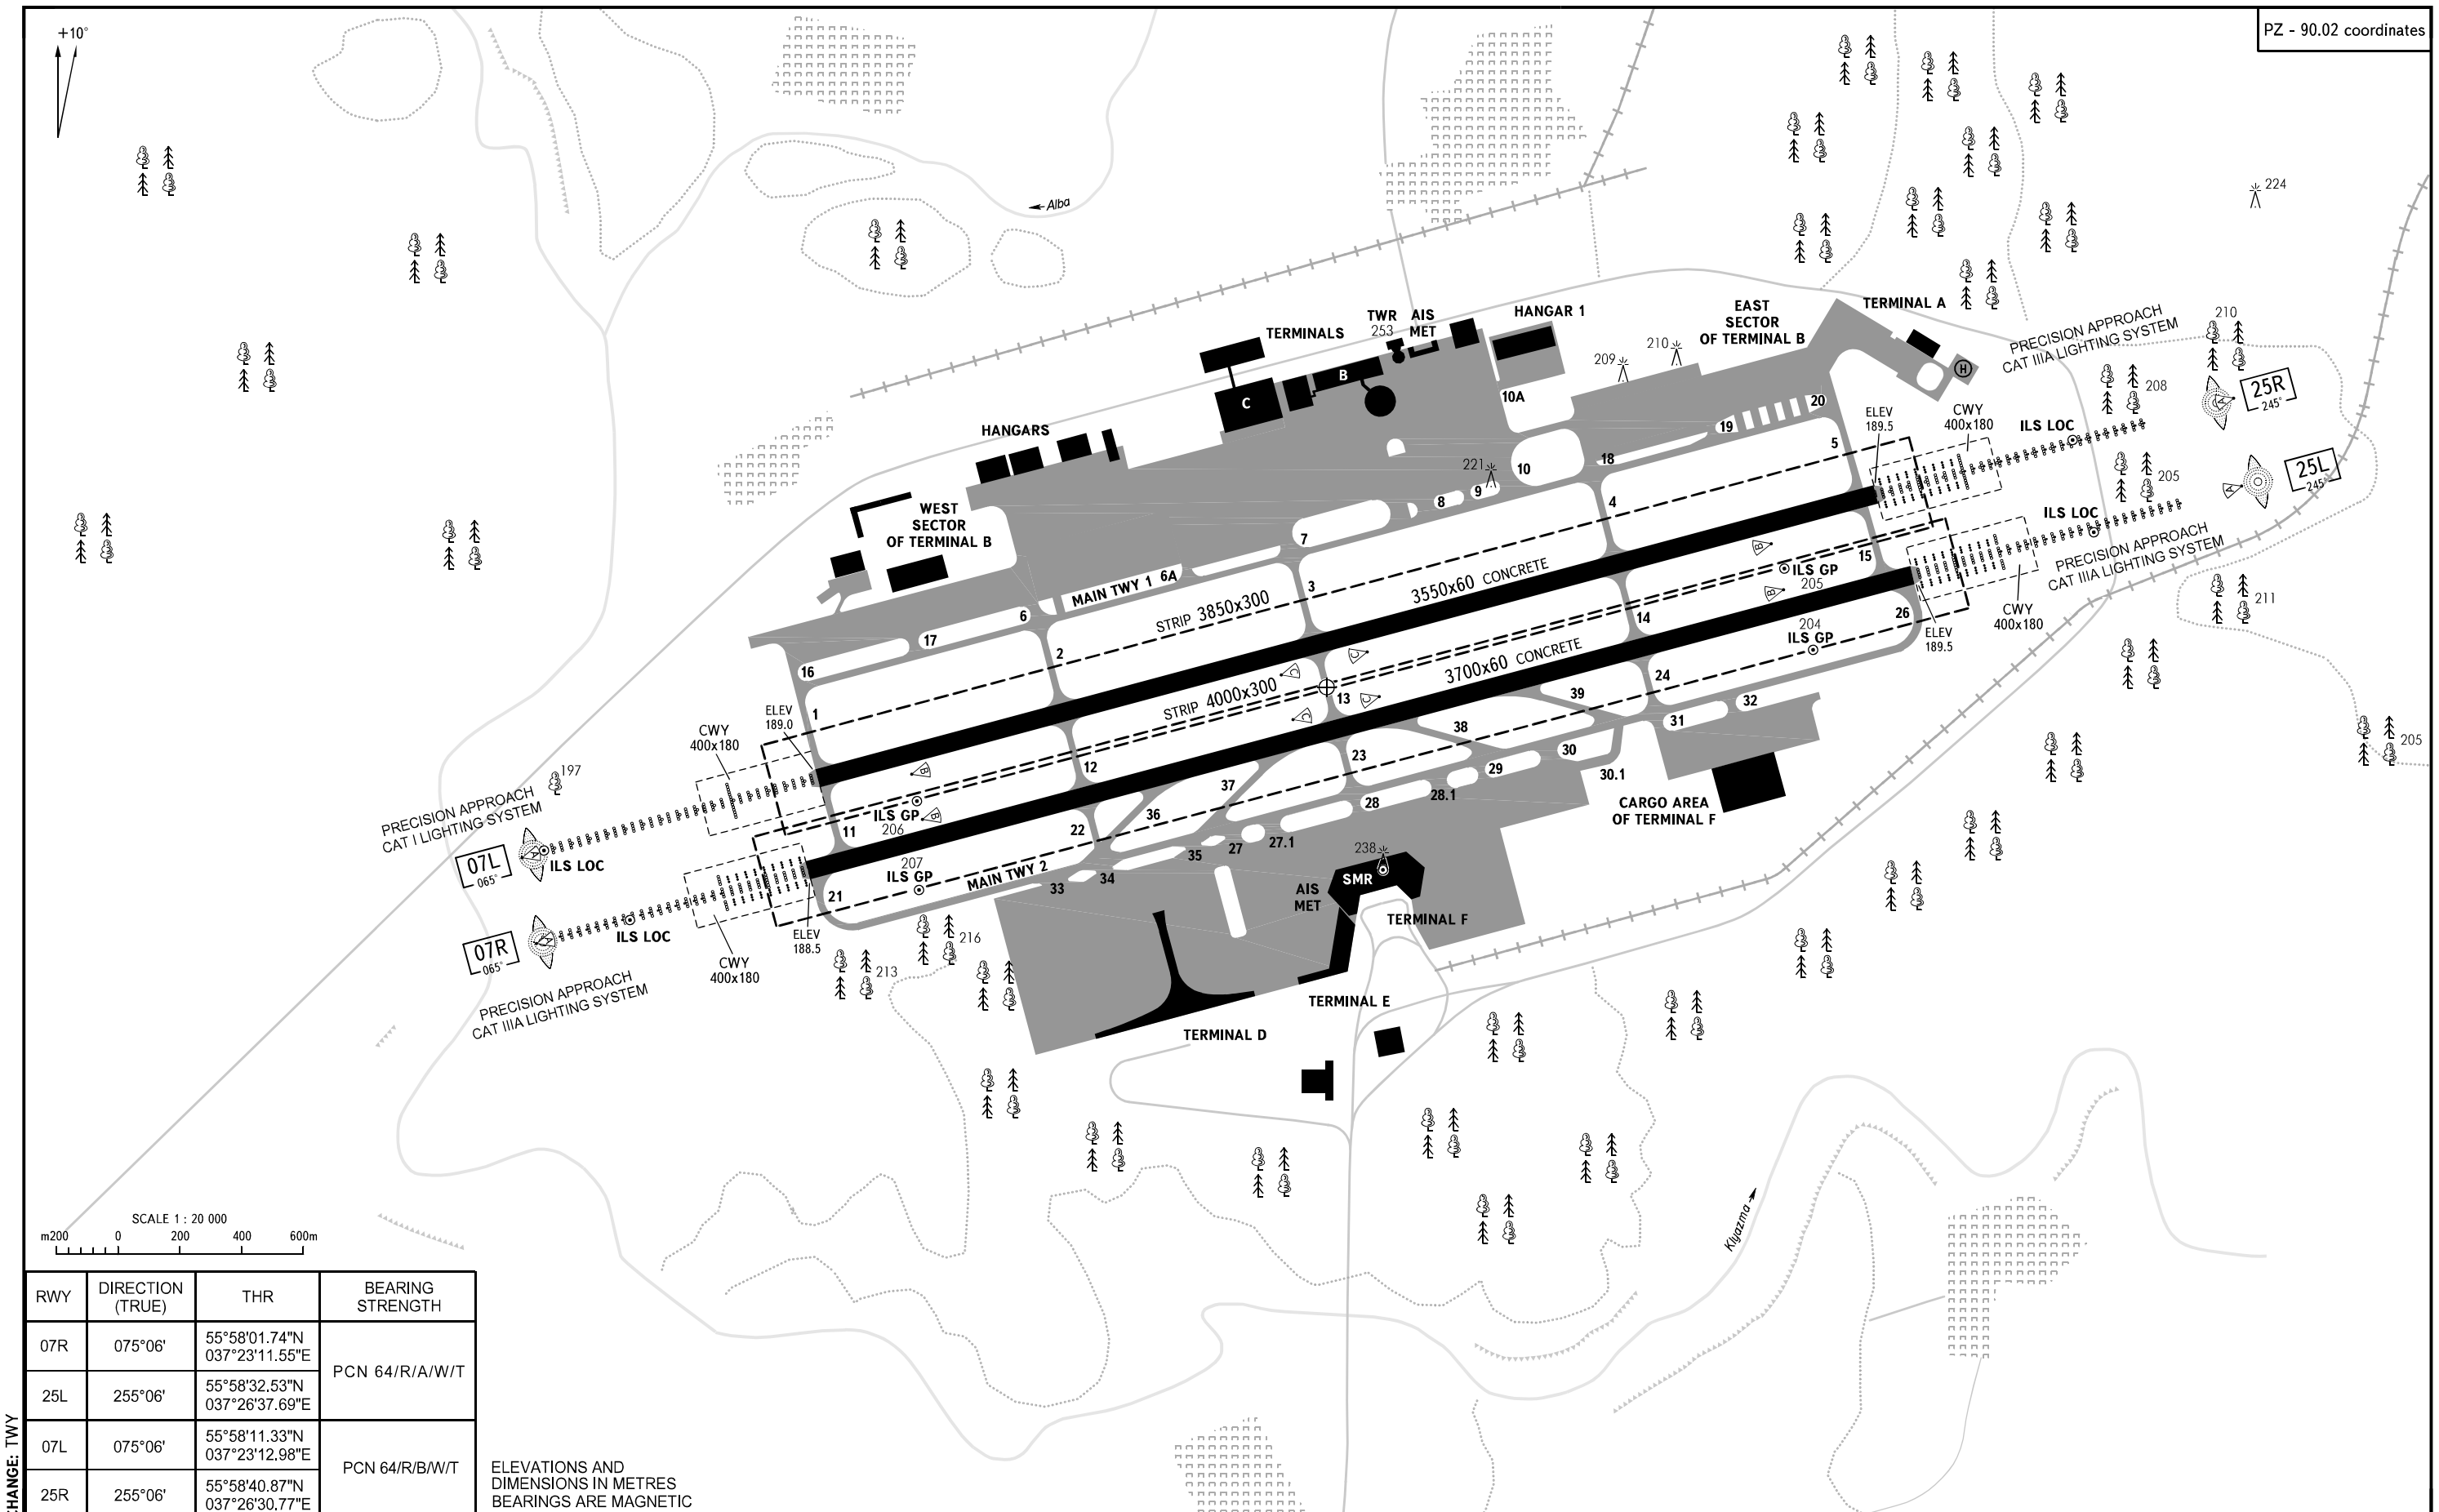 +10°
PZ - 90.02 coordinates
Alba
224
TERMINALS
TWR
253
AIS
MET
HANGAR 1
EAST
SECTOR
OF TERMINAL B
TERMINAL A
H
PRECISION APPROACH
CAT IIIA LIGHTING SYSTEM
210
209
210
B
C
10A
20
19
ELEV
189.5
CWY
400x180
ILS LOC
208
25R
245°
HANGARS
221
10
18
5
9
8
4
7
205
25L
245°
ILS LOC
PRECISION APPROACH
CAT IIIA LIGHTING SYSTEM
WEST
SECTOR
OF TERMINAL B
MAIN TWY 1
6A
3
STRIP 3850x300
3550x60 CONCRETE
B
15
ILS GP
205
B
CWY
400x180
211
6
17
2
16
14
204
ILS GP
26
ELEV
189.5
1
STRIP 4000x300
C
C
C
C
13
3700x60 CONCRETE
39
24
32
31
ELEV
189.0
CWY
400x180
12
38
23
30
205
197
B
37
29
30.1
PRECISION APPROACH
CAT I LIGHTING SYSTEM
ILS GP
206
B
11
22
36
28
28.1
CARGO AREA
OF TERMINAL F
07L
065°
A
ILS LOC
207
ILS GP
MAIN TWY 2
35
27
27.1
238
21
33
34
SMR
AIS
MET
TERMINAL F
07R
065°
ILS LOC
ELEV
188.5
216
213
CWY
400x180
PRECISION APPROACH
CAT IIIA LIGHTING SYSTEM
TERMINAL E
TERMINAL D
Klyazma
SCALE 1 : 20 000
m200 0 200 400 600m
RWY DIRECTION (TRUE) THR BEARING STRENGTH
07R 075°06' 55°58'01.74"N 037°23'11.55"E PCN 64/R/A/W/T
25L 255°06' 55°58'32.53"N 037°26'37.69"E
07L 075°06' 55°58'11.33"N 037°23'12.98"E PCN 64/R/B/W/T
25R 255°06' 55°58'40.87"N 037°26'30.77"E
ELEVATIONS AND
DIMENSIONS IN METRES
BEARINGS ARE MAGNETIC
CHANGE: TWY